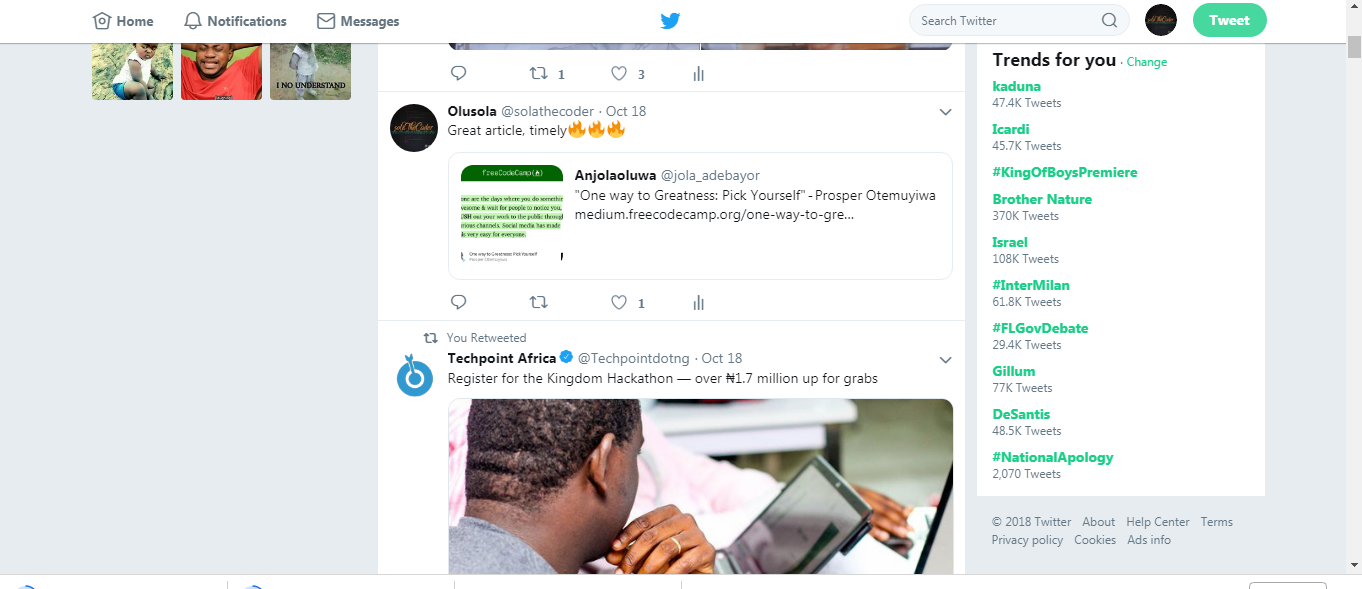 Home
Notifications
Messages
Search Twitter
Tweet
I NO UNDERSTAND
1
3
Olusola @solathecoder · Oct 18
Great article, timely🔥🔥🔥
freeCodeCamp(🔥)
one are the days where you do somethin
wesome & wait for people to notice you,
USH out your work to the public throug
rious channels. Social media has made
is very easy for everyone.
One way to Greatness: Pick Yourself
Anjolaoluwa @jola_adebayor
"One way to Greatness: Pick Yourself" - Prosper Otemuyiwa
medium.freecodecamp.org/one-way-to-gre...
1
You Retweeted
Techpoint Africa @Techpointdotng · Oct 18
Register for the Kingdom Hackathon — over ₦1.7 million up for grabs
Trends for you · Change
kaduna
47.4K Tweets
Icardi
45.7K Tweets
#KingOfBoysPremiere
Brother Nature
370K Tweets
Israel
108K Tweets
#InterMilan
61.8K Tweets
#FLGovDebate
29.4K Tweets
Gillum
77K Tweets
DeSantis
48.5K Tweets
#NationalApology
2,070 Tweets
© 2018 Twitter About Help Center Terms
Privacy policy Cookies Ads info